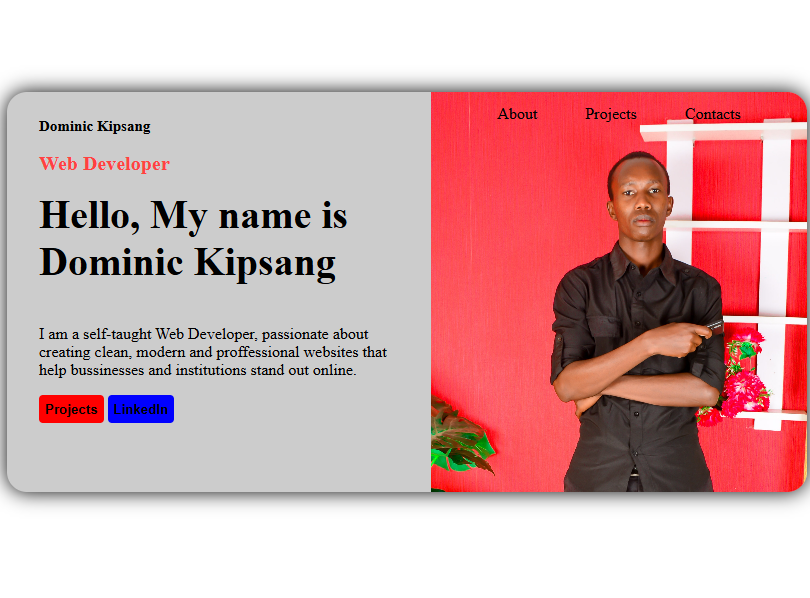 Dominic Kipsang
About Projects Contacts
Web Developer
Hello, My name is
Dominic Kipsang
I am a self-taught Web Developer, passionate about
creating clean, modern and proffessional websites that
help bussinesses and institutions stand out online.
Projects LinkedIn